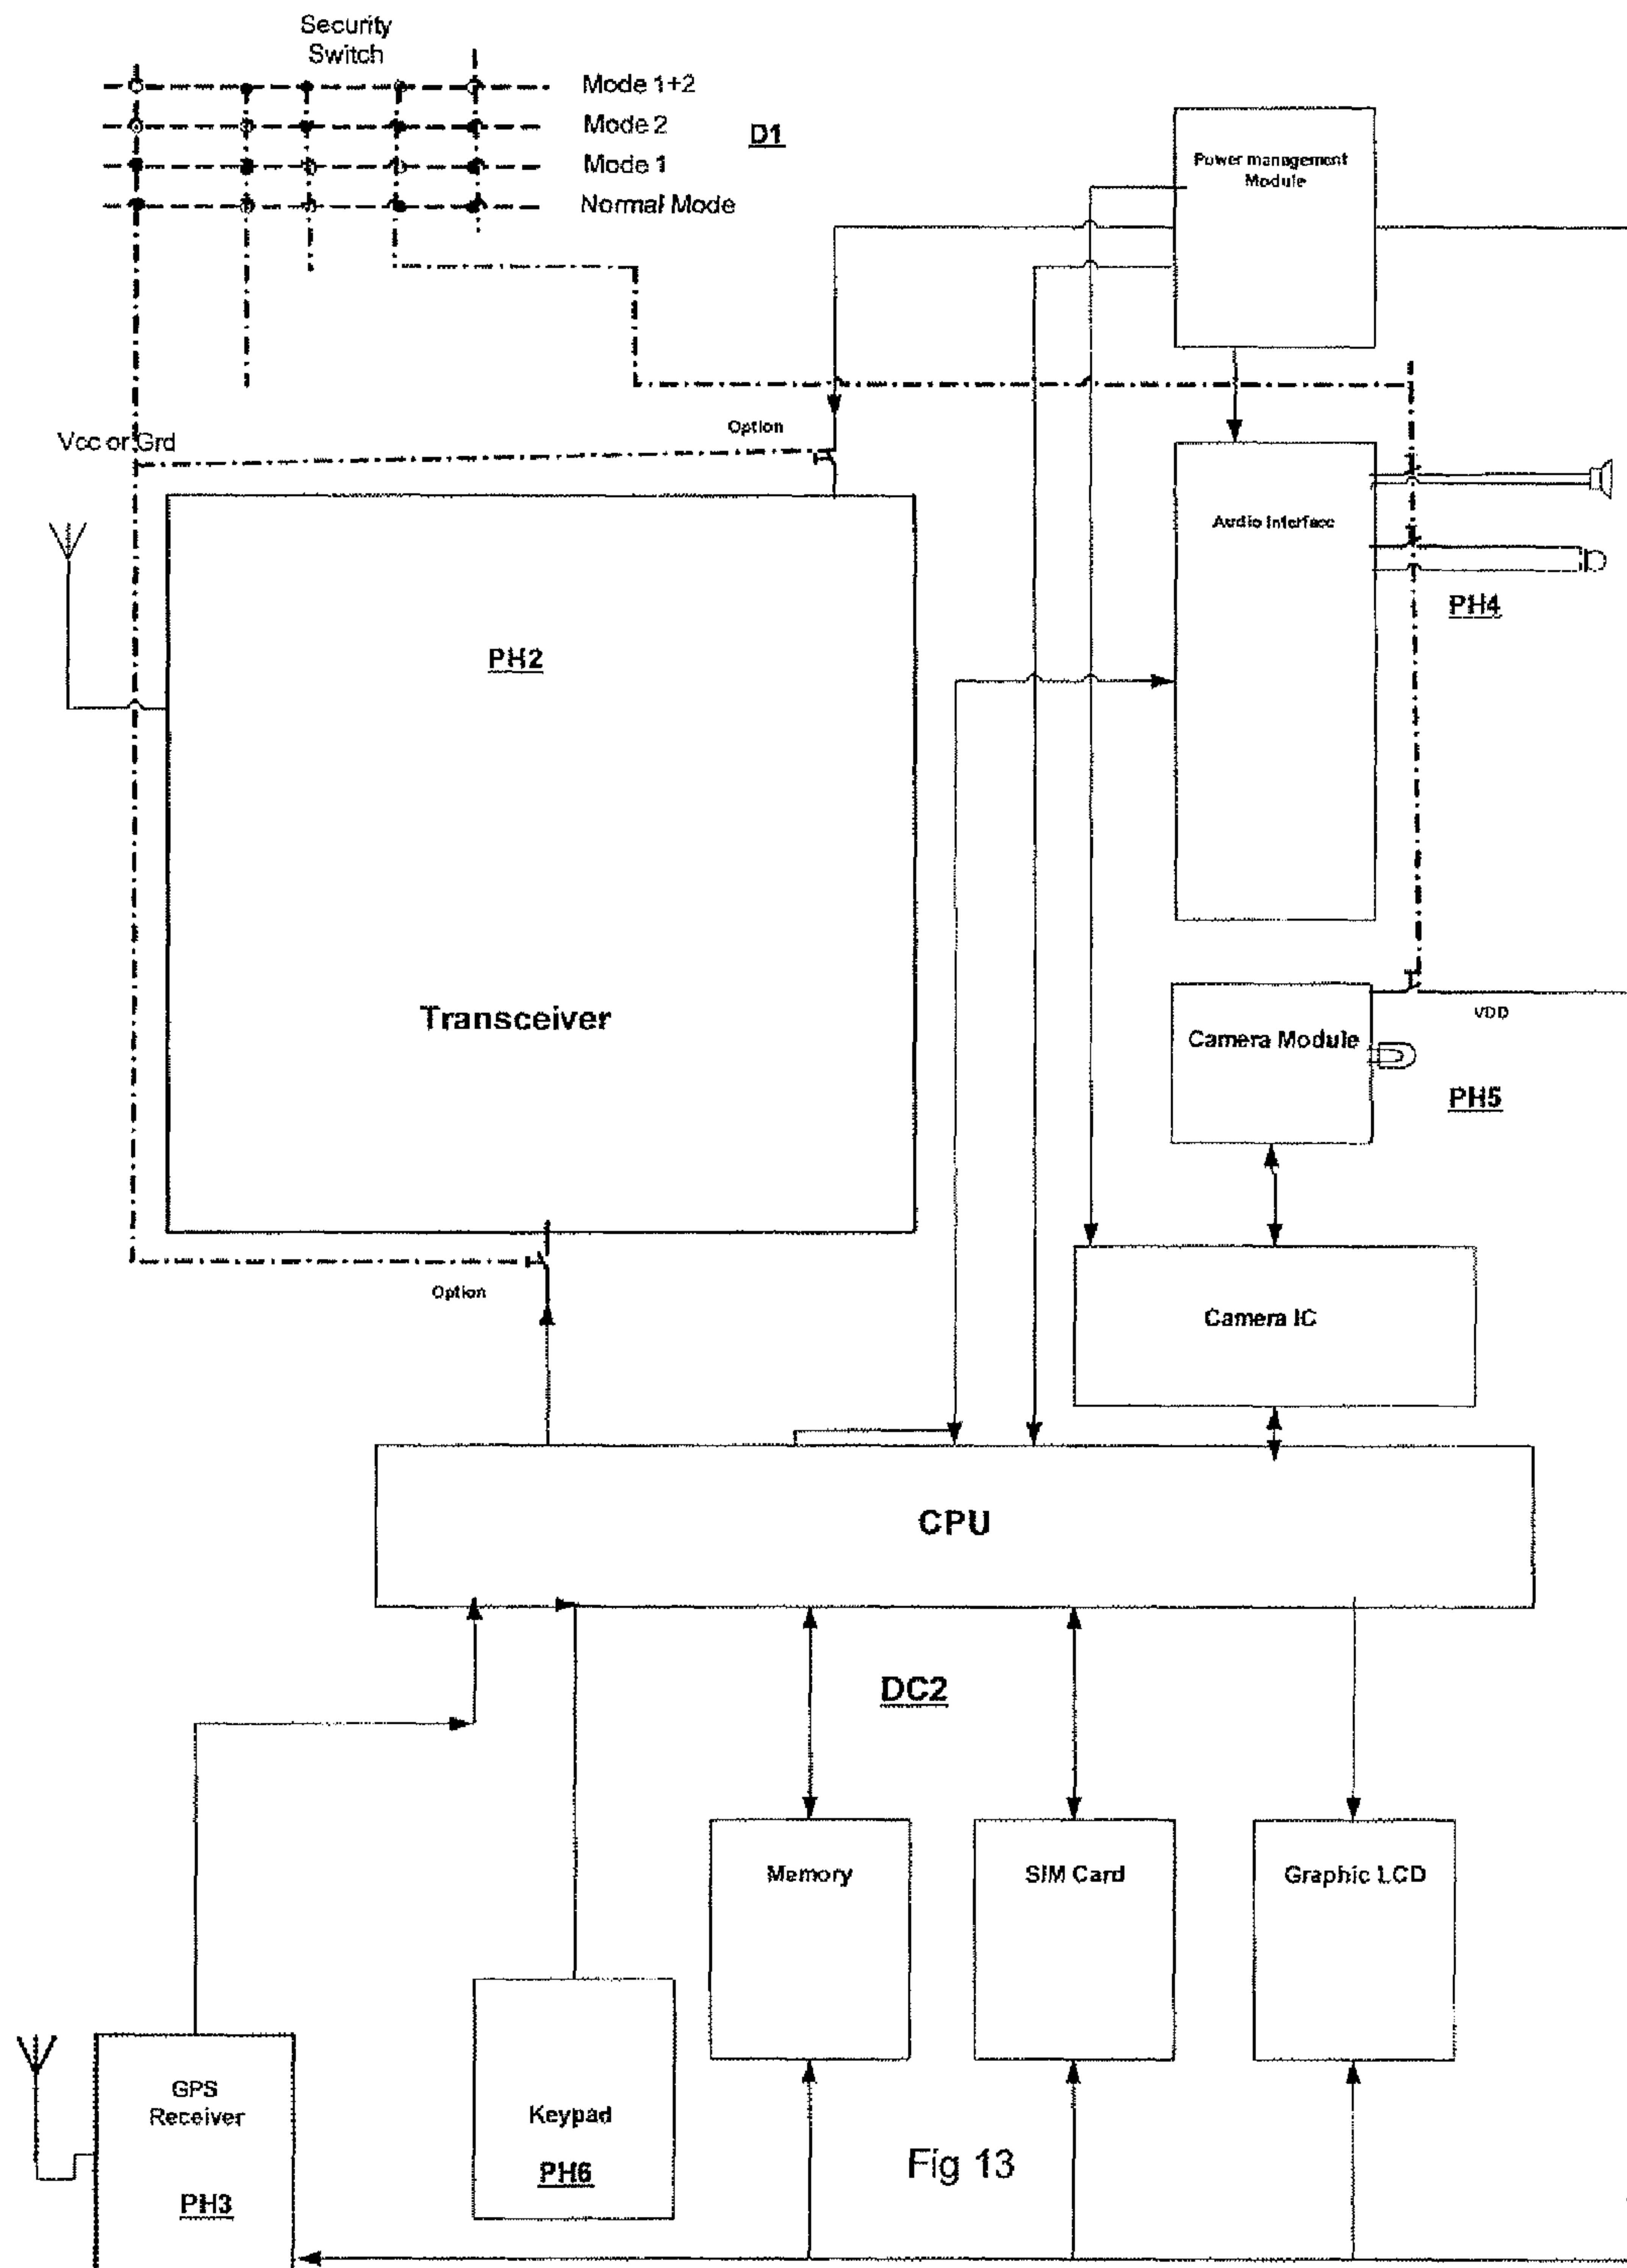 Security
Switch
Mode 1+2
Mode 2
D1
Mode 1
Normal Mode
Power management
Module
Vcc or Grd
Option
Audio Interface
PH4
PH2
Transceiver
VDD
Camera Module
PH5
Option
Camera IC
CPU
DC2
Memory
SIM Card
Graphic LCD
GPS
Receiver
PH3
Keypad
PH6
Fig 13